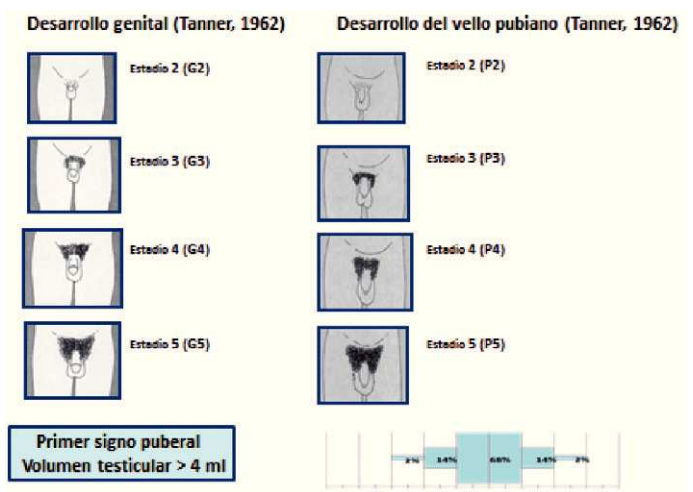 Desarrollo genital (Tanner, 1962)
Estadio 2 (G2)
Estadio 3 (G3)
Estadio 4 (G4)
Estadio 5 (G5)
Primer signo puberal
Volumen testicular > 4 ml
Desarrollo del vello pubiano (Tanner, 1962)
Estadio 2 (P2)
Estadio 3 (P3)
Estadio 4 (P4)
Estadio 5 (P5)
2% 14% 68% 14% 2%